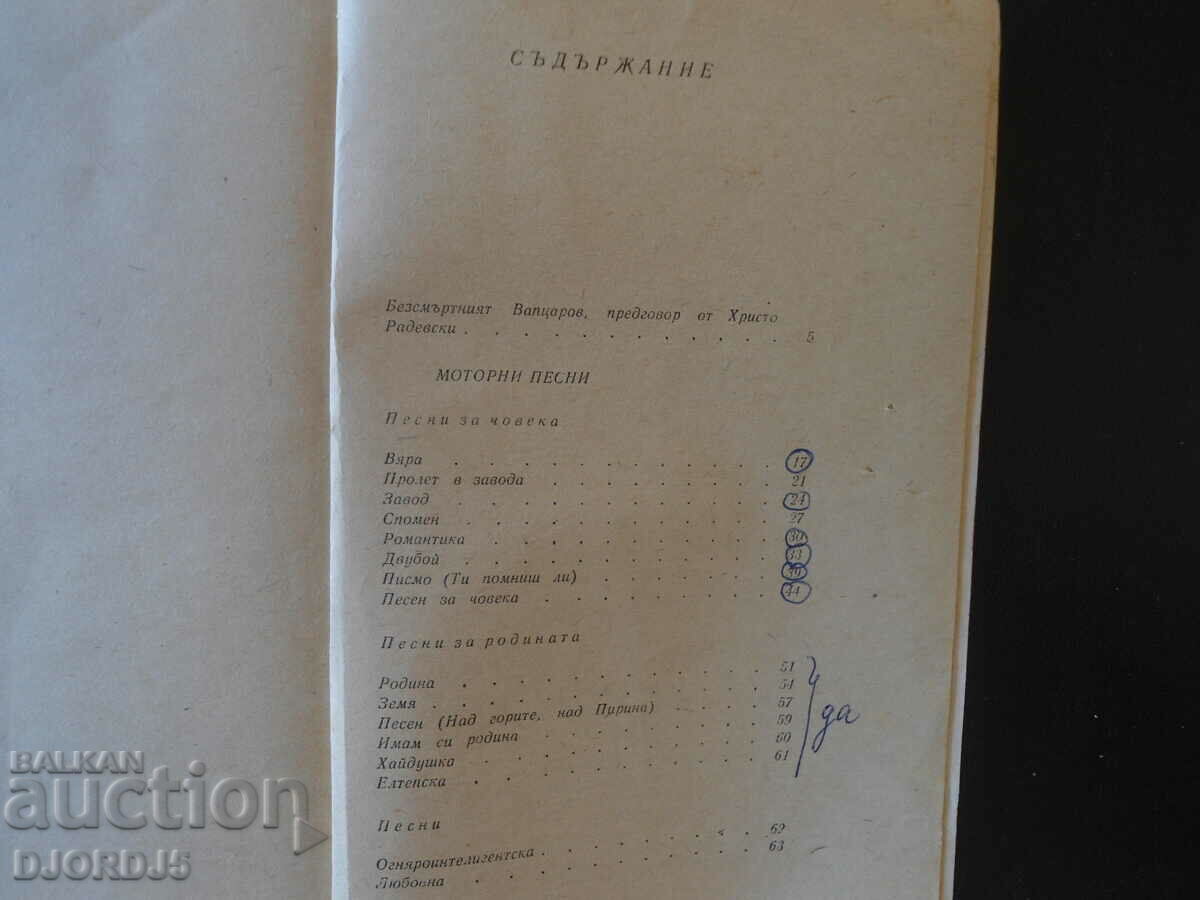 СЪДЪРЖАНИЕ
Безсмъртният Вапцаров, предговор от Христо
Радевски . . . . . . . . . . . . 5
МОТОРНИ ПЕСНИ
Песни за човека
Вяра . . . . . . . . . . . . 17
Пролет в завода . . . . . . . . . 21
Завод . . . . . . . . . . . . 24
Спомен . . . . . . . . . . . . 27
Романтика . . . . . . . . . . . 30
Двубой . . . . . . . . . . . . 33
Писмо (Ти помниш ли) . . . . . . . 39
Песен за човека . . . . . . . . . 44
Песни за родината
Родина . . . . . . . . . . . . 51
Земя . . . . . . . . . . . . 54
Песен (Над горите, над Пирина) . . . . 57
Имам си родина . . . . . . . . . 59
Хайдушка . . . . . . . . . . . 60
Елтепска . . . . . . . . . . . 61
да
Песни
Огняроинтелигентска . . . . . . . 62
Любовна . . . . . . . . . . . 63
BALKAN
auction
DJORDJ5